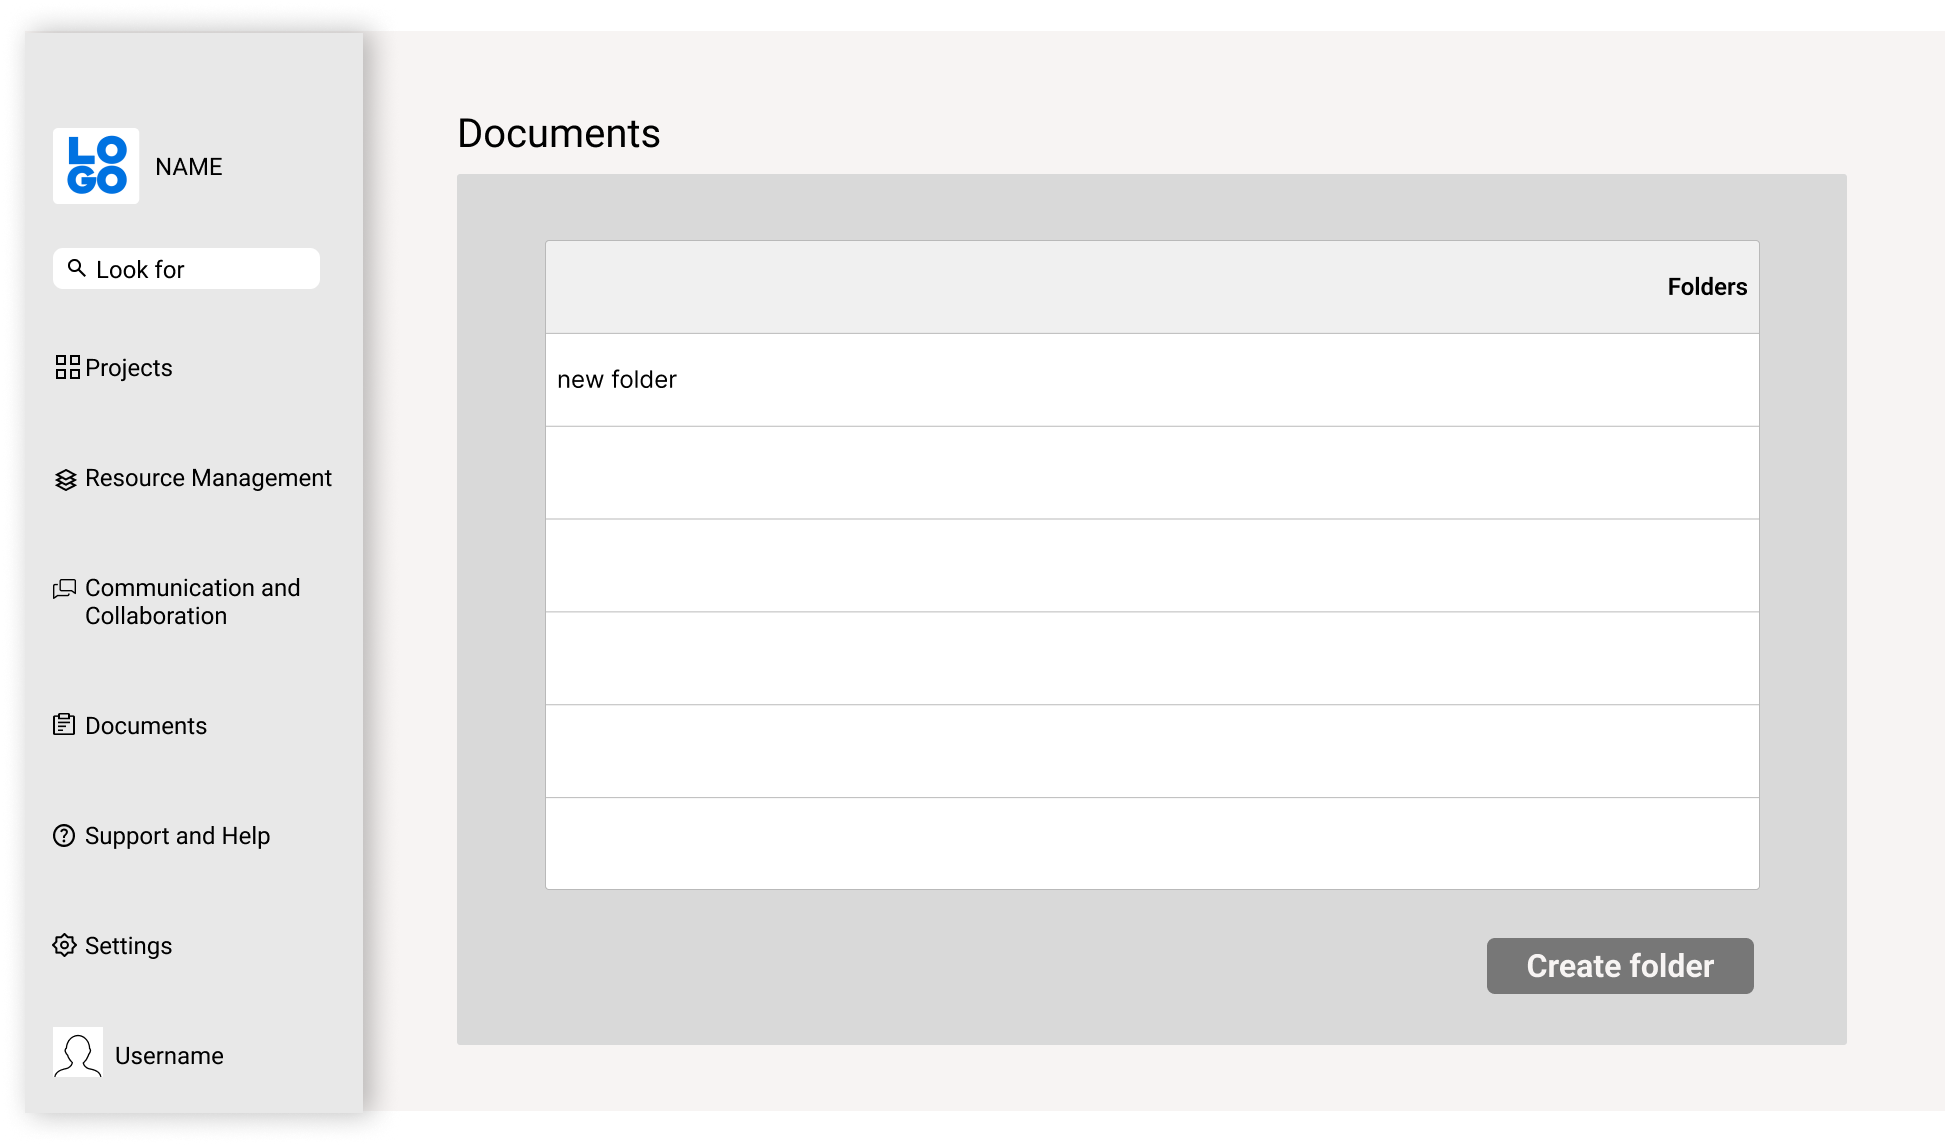 LO
GO
NAME
Look for
Projects
Resource Management
Communication and
Collaboration
Documents
Support and Help
Settings
Username
Documents
Folders
new folder
Create folder